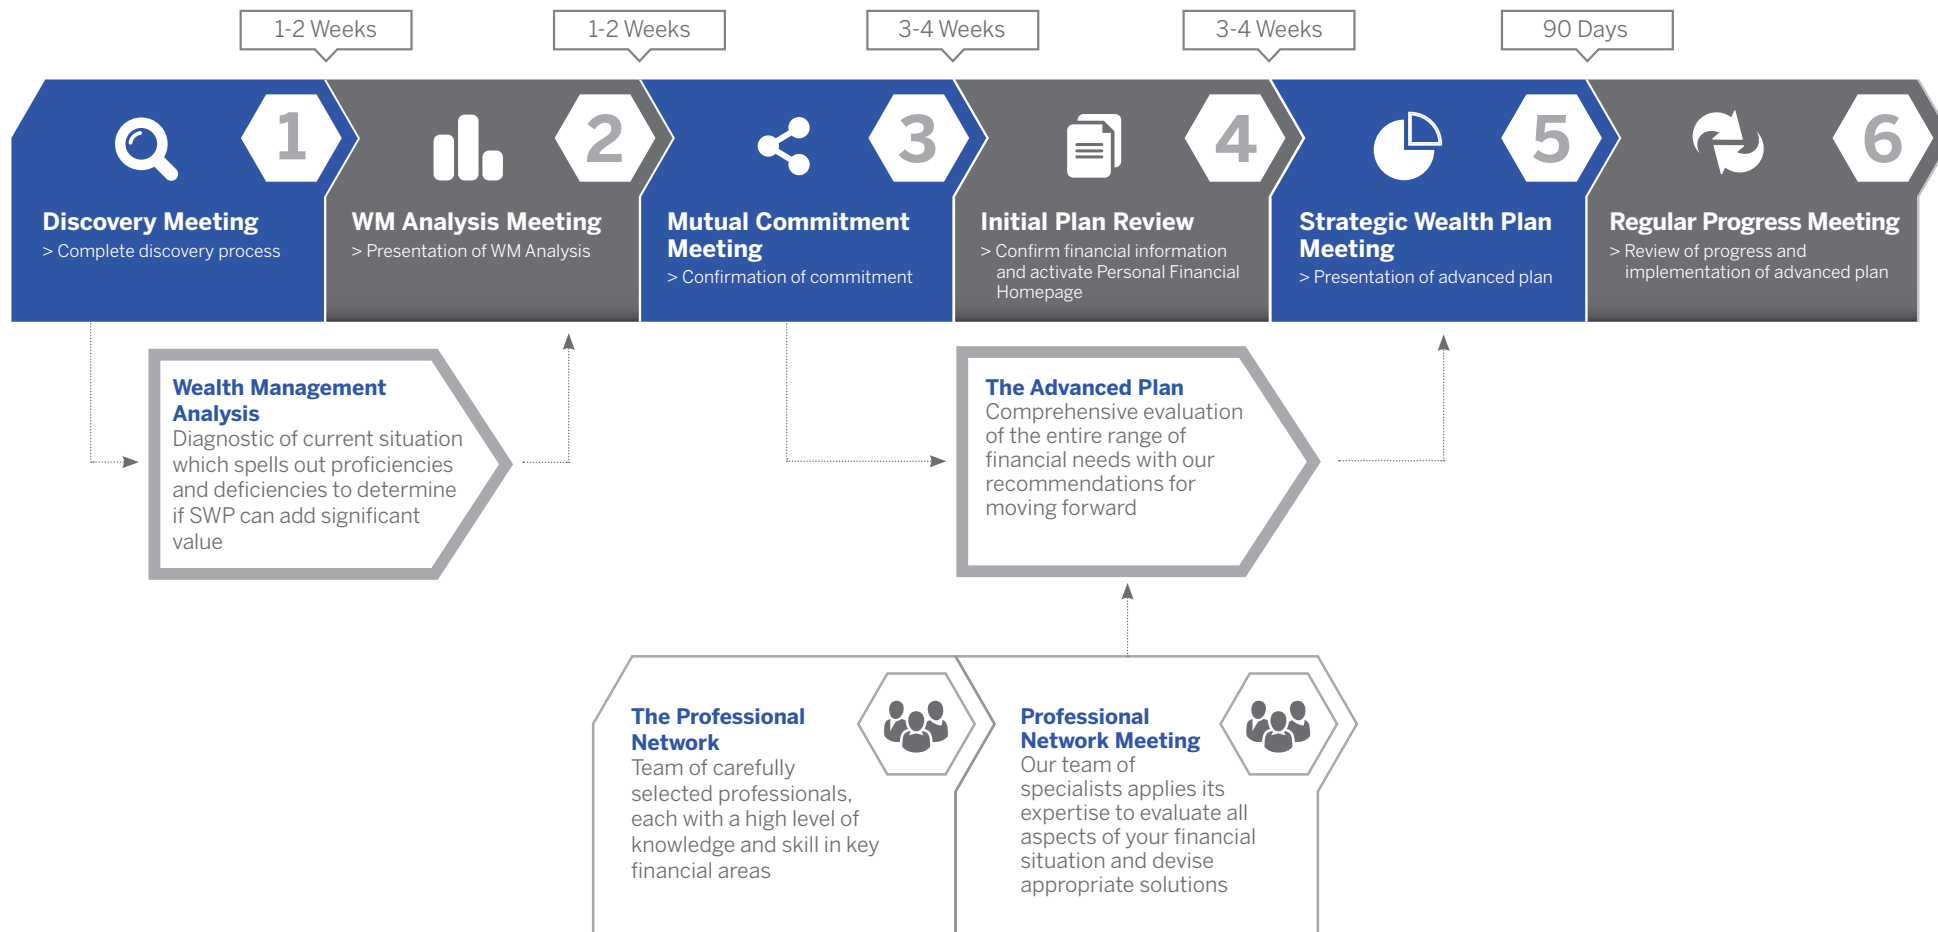 1-2 Weeks
1-2 Weeks
3-4 Weeks
3-4 Weeks
90 Days
1
Discovery Meeting
> Complete discovery process
2
WM Analysis Meeting
> Presentation of WM Analysis
3
Mutual Commitment
Meeting
> Confirmation of commitment
4
Initial Plan Review
> Confirm financial information
and activate Personal Financial
Homepage
5
Strategic Wealth Plan
Meeting
> Presentation of advanced plan
6
Regular Progress Meeting
> Review of progress and
implementation of advanced plan
Wealth Management
Analysis
Diagnostic of current situation
which spells out proficiencies
and deficiencies to determine
if SWP can add significant
value
The Advanced Plan
Comprehensive evaluation
of the entire range of
financial needs with our
recommendations for
moving forward
The Professional
Network
Team of carefully
selected professionals,
each with a high level of
knowledge and skill in key
financial areas
Professional
Network Meeting
Our team of
specialists applies its
expertise to evaluate all
aspects of your financial
situation and devise
appropriate solutions